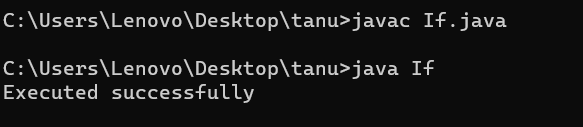 C:\Users\Lenovo\Desktop\tanu>javac If.java
C:\Users\Lenovo\Desktop\tanu>java If
Executed successfully